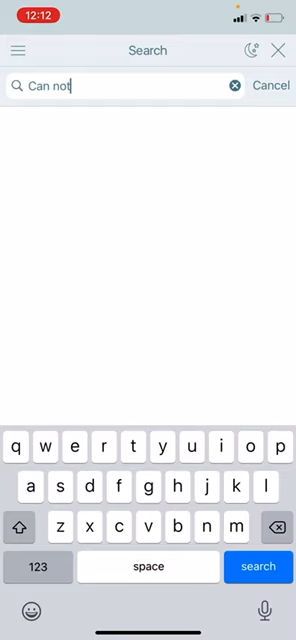 12:12
Search
Can not
Cancel
q w e r t y u i o p
a s d f g h j k l
z x c v b n m
123 space search